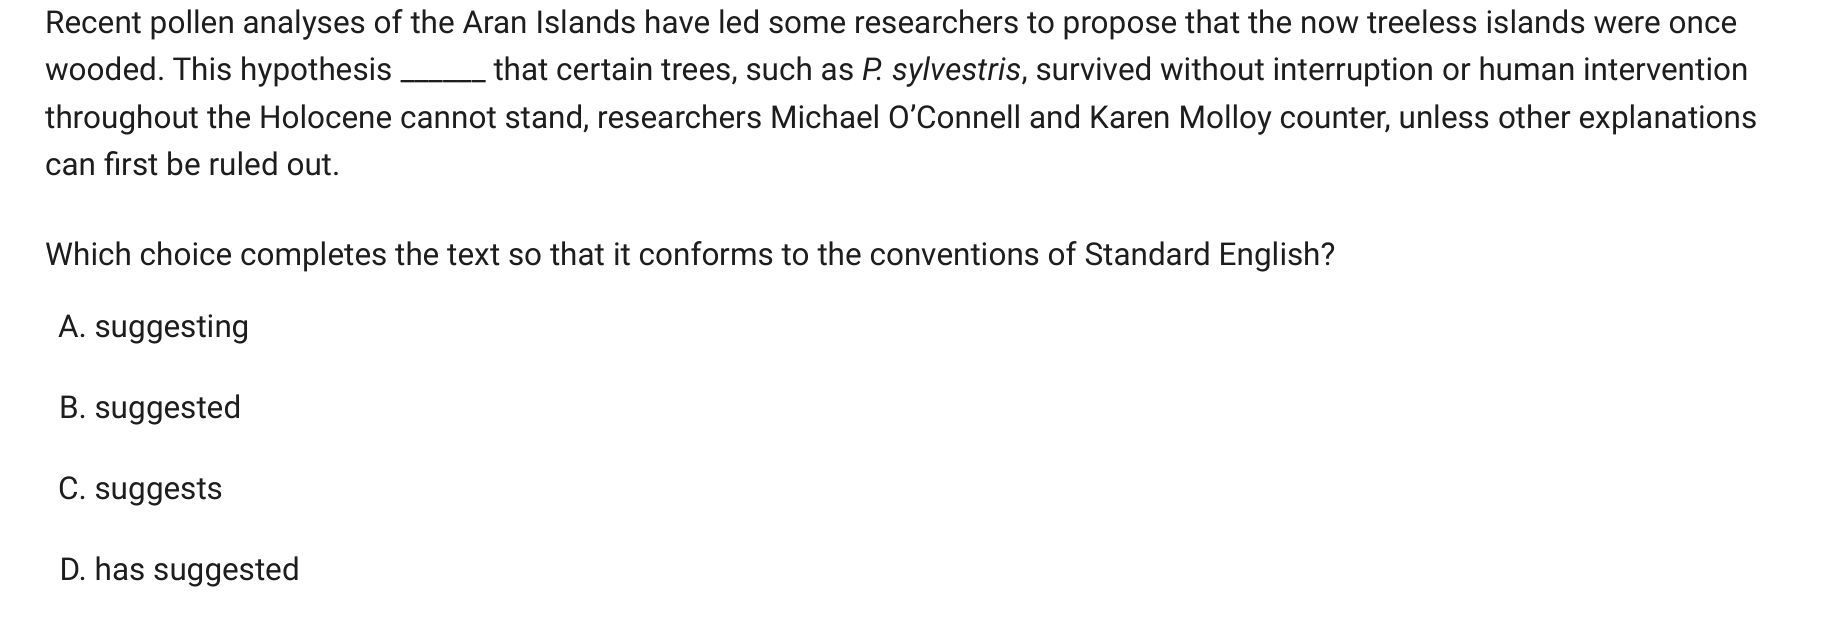 Recent pollen analyses of the Aran Islands have led some researchers to propose that the now treeless islands were once
wooded. This hypothesis ______ that certain trees, such as P. sylvestris, survived without interruption or human intervention
throughout the Holocene cannot stand, researchers Michael O’Connell and Karen Molloy counter, unless other explanations
can first be ruled out.
Which choice completes the text so that it conforms to the conventions of Standard English?
A. suggesting
B. suggested
C. suggests
D. has suggested